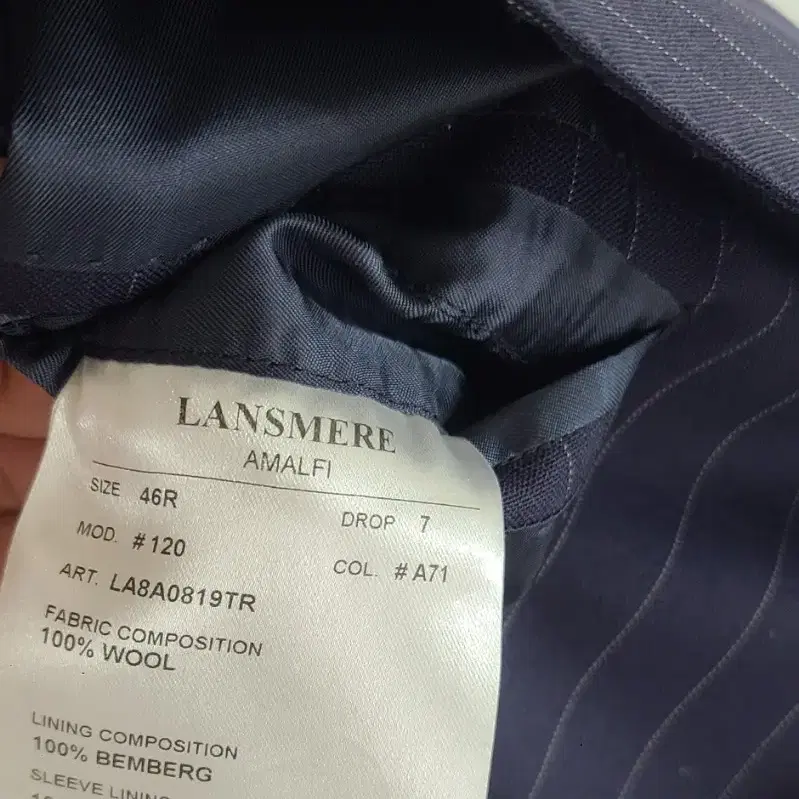 LANSMERE
AMALFI
SIZE 46R
DROP 7
MOD. #120
COL. #A71
ART. LA8A0819TR
FABRIC COMPOSITION
100% WOOL
LINING COMPOSITION
100% BEMBERG
SLEEVE LINING